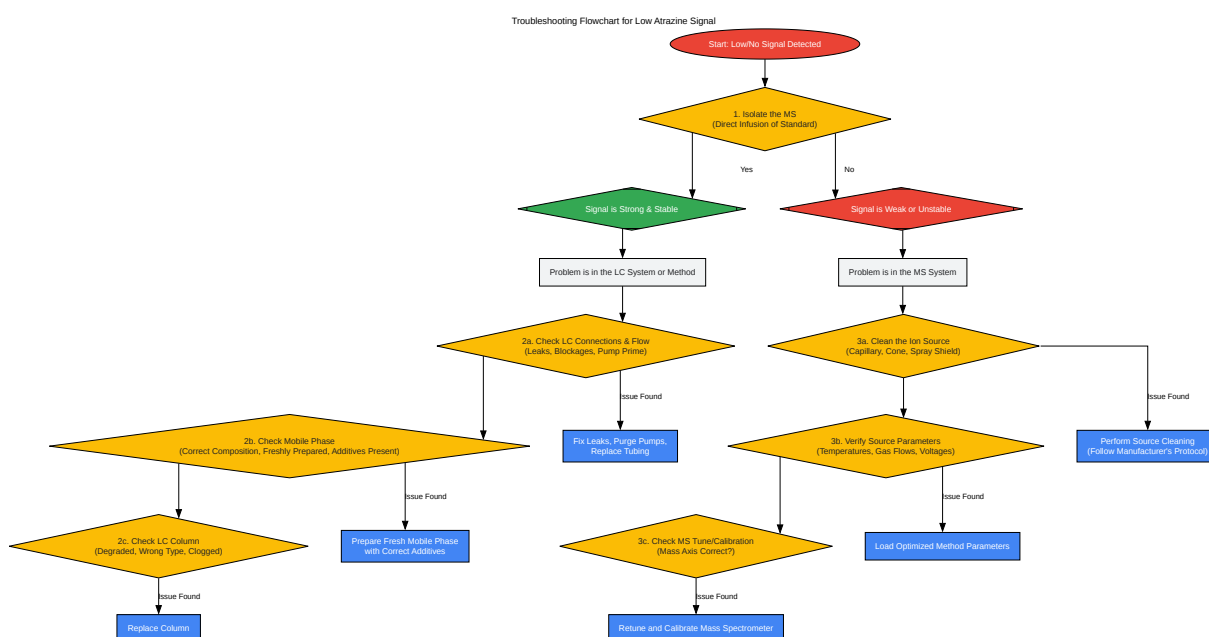 Troubleshooting Flowchart for Low Atrazine Signal
Start: Low/No Signal Detected
1. Isolate the MS
(Direct Infusion of Standard)
Yes
No
Signal is Strong & Stable
Signal is Weak or Unstable
Problem is in the LC System or Method
Problem is in the MS System
2a. Check LC Connections & Flow
(Leaks, Blockages, Pump Prime)
3a. Clean the Ion Source
(Capillary, Cone, Spray Shield)
Issue Found
Issue Found
2b. Check Mobile Phase
(Correct Composition, Freshly Prepared, Additives Present)
Fix Leaks, Purge Pumps,
Replace Tubing
3b. Verify Source Parameters
(Temperatures, Gas Flows, Voltages)
Perform Source Cleaning
(Follow Manufacturer's Protocol)
Issue Found
Issue Found
2c. Check LC Column
(Degraded, Wrong Type, Clogged)
Prepare Fresh Mobile Phase
with Correct Additives
3c. Check MS Tune/Calibration
(Mass Axis Correct?)
Load Optimized Method Parameters
Issue Found
Issue Found
Replace Column
Retune and Calibrate Mass Spectrometer